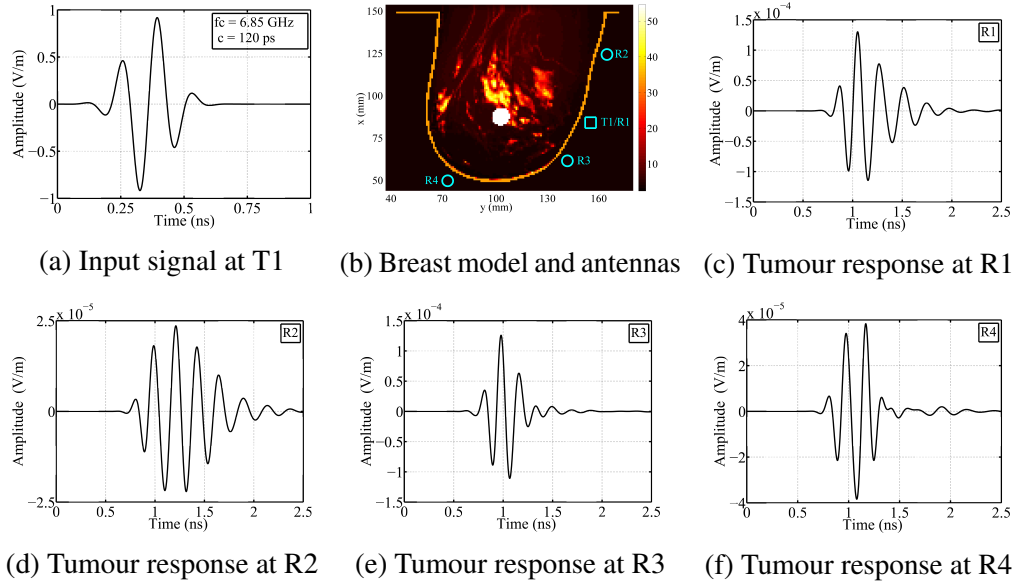 fc = 6.85 GHz
c = 120 ps
1
0.5
0
−0.5
−1
0 0.25 0.5 0.75 1
Amplitude (V/m)
Time (ns)
(a) Input signal at T1
150
125
100
75
50
x (mm)
40 70 100 130 160
y (mm)
R2
T1/R1
R3
R4
50
40
30
20
10
(b) Breast model and antennas
x 10⁻⁴
R1
1.5
1
0.5
0
−0.5
−1
−1.5
0 0.5 1 1.5 2 2.5
Amplitude (V/m)
Time (ns)
(c) Tumour response at R1
x 10⁻⁵
R2
2.5
0
−2.5
0 0.5 1 1.5 2 2.5
Amplitude (V/m)
Time (ns)
(d) Tumour response at R2
x 10⁻⁴
R3
1.5
1
0.5
0
−0.5
−1
−1.5
0 0.5 1 1.5 2 2.5
Amplitude (V/m)
Time (ns)
(e) Tumour response at R3
x 10⁻⁵
R4
4
2
0
−2
−4
0 0.5 1 1.5 2 2.5
Amplitude (V/m)
Time (ns)
(f) Tumour response at R4